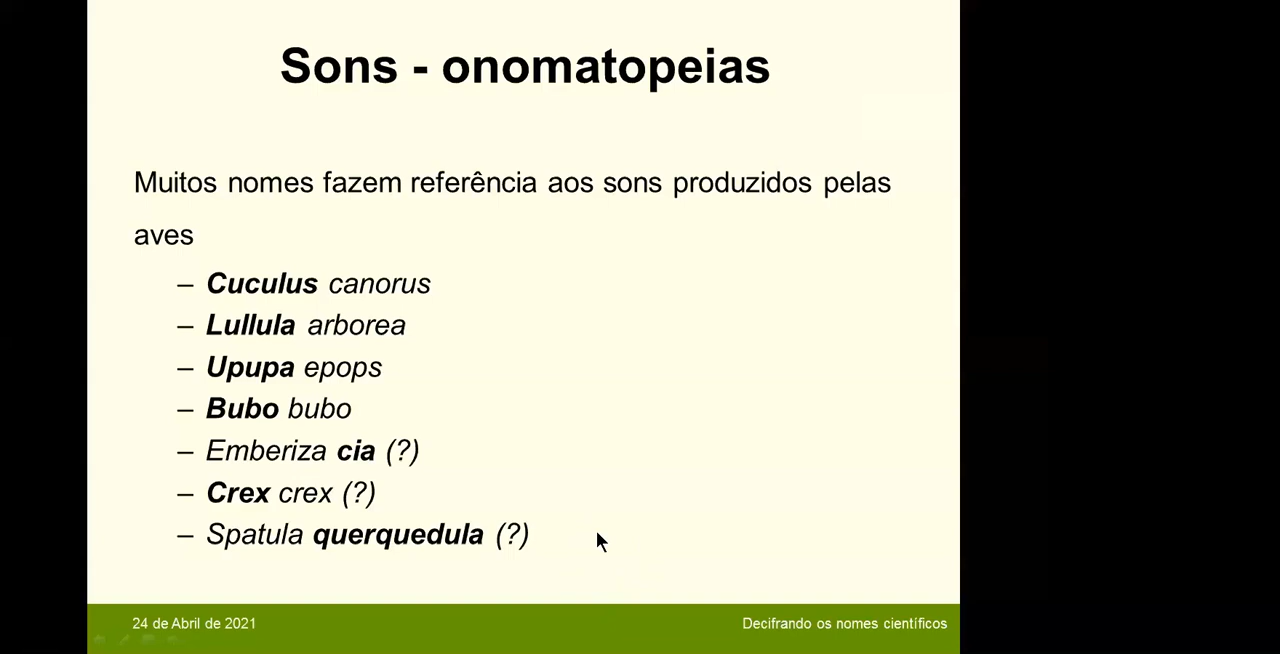 Sons - onomatopeias
Muitos nomes fazem referência aos sons produzidos pelas
aves
– Cuculus canorus
– Lullula arborea
– Upupa epops
– Bubo bubo
– Emberiza cia (?)
– Crex crex (?)
– Spatula querquedula (?)
24 de Abril de 2021
Decifrando os nomes científicos